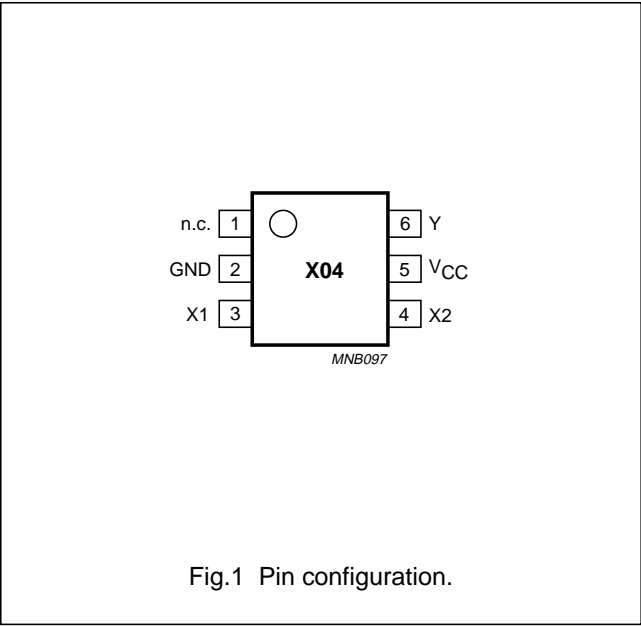 n.c. 1 6 Y
GND 2 X04 5 VCC
X1 3 4 X2
MNB097
Fig.1 Pin configuration.